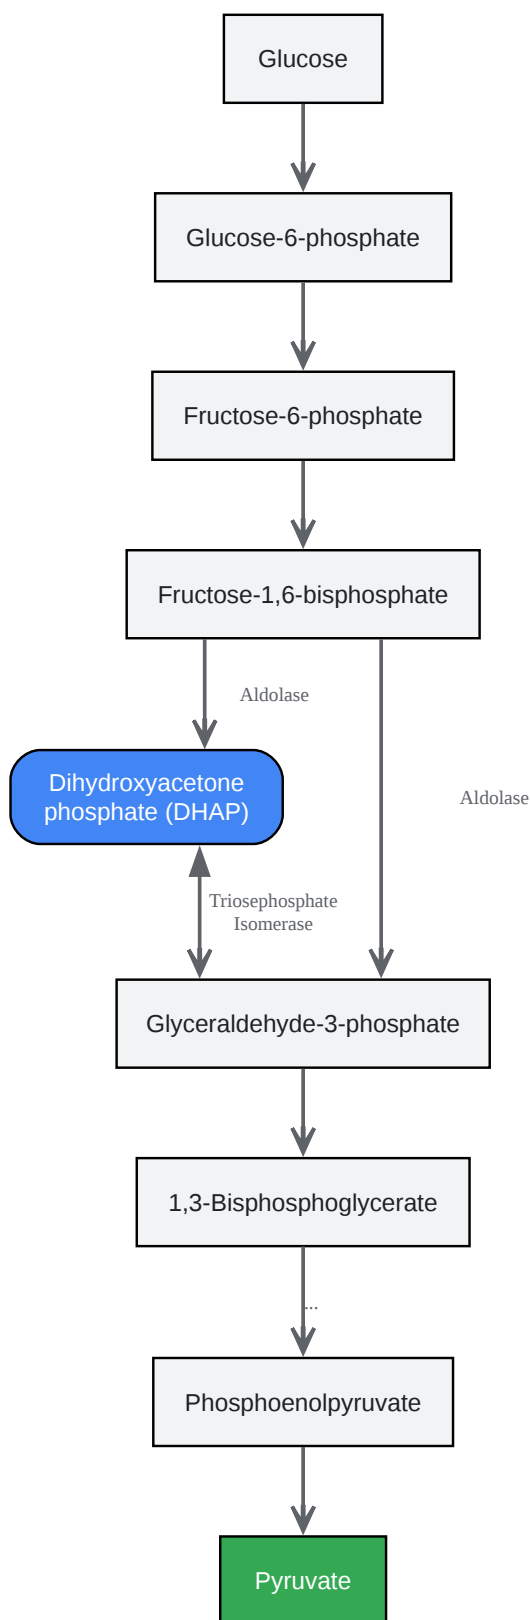 Glucose
Glucose-6-phosphate
Fructose-6-phosphate
Fructose-1,6-bisphosphate
Aldolase
Dihydroxyacetone
phosphate (DHAP)
Aldolase
Triosephosphate
Isomerase
Glyceraldehyde-3-phosphate
1,3-Bisphosphoglycerate
...
Phosphoenolpyruvate
Pyruvate